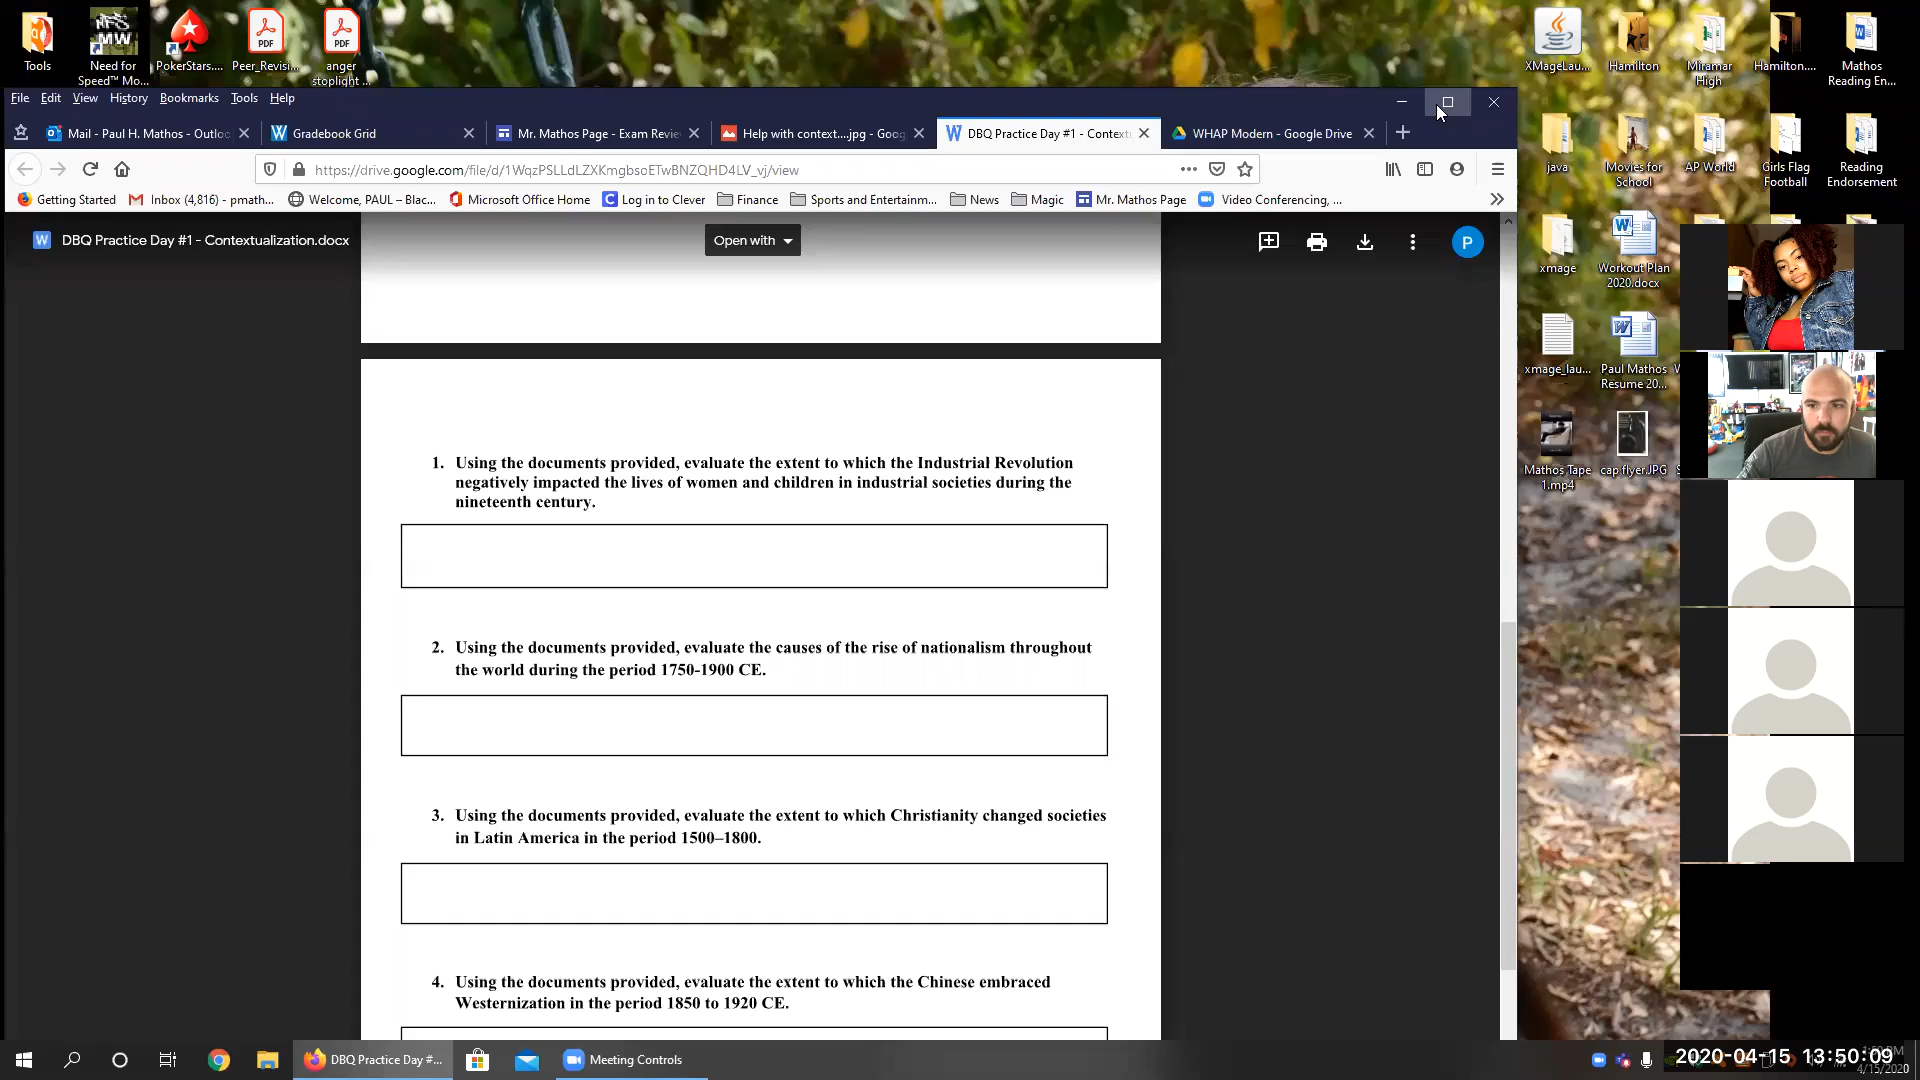 Tools
Need for
Speed™ Mo...
PokerStars....
Peer_Revisi...
anger
stoplight ...
XMageLau...
Hamilton
Miramar
High
Hamilton....
Mathos
Reading En...
File Edit View History Bookmarks Tools Help
Mail - Paul H. Mathos - Outloo
Gradebook Grid
Mr. Mathos Page - Exam Revie
Help with context....jpg - Goog
DBQ Practice Day #1 - Contextu
WHAP Modern - Google Drive
https://drive.google.com/file/d/1WqzPSLLdLZXKmgbsoETwBNZQHD4LV_vj/view
Getting Started
Inbox (4,816) - pmath...
Welcome, PAUL – Blac...
Microsoft Office Home
Log in to Clever
Finance
Sports and Entertainm...
News
Magic
Mr. Mathos Page
Video Conferencing, ...
java
Movies for
School
AP World
Girls Flag
Football
Reading
Endorsement
DBQ Practice Day #1 - Contextualization.docx
Open with
P
xmage
Workout Plan
2020.docx
xmage_lau...
Paul Mathos
Resume 20...
Mathos Tape
1.mp4
cap flyer.JPG
1. Using the documents provided, evaluate the extent to which the Industrial Revolution
negatively impacted the lives of women and children in industrial societies during the
nineteenth century.
2. Using the documents provided, evaluate the causes of the rise of nationalism throughout
the world during the period 1750-1900 CE.
3. Using the documents provided, evaluate the extent to which Christianity changed societies
in Latin America in the period 1500–1800.
4. Using the documents provided, evaluate the extent to which the Chinese embraced
Westernization in the period 1850 to 1920 CE.
DBQ Practice Day #...
Meeting Controls
2020-04-15 13:50:09
4/15/2020